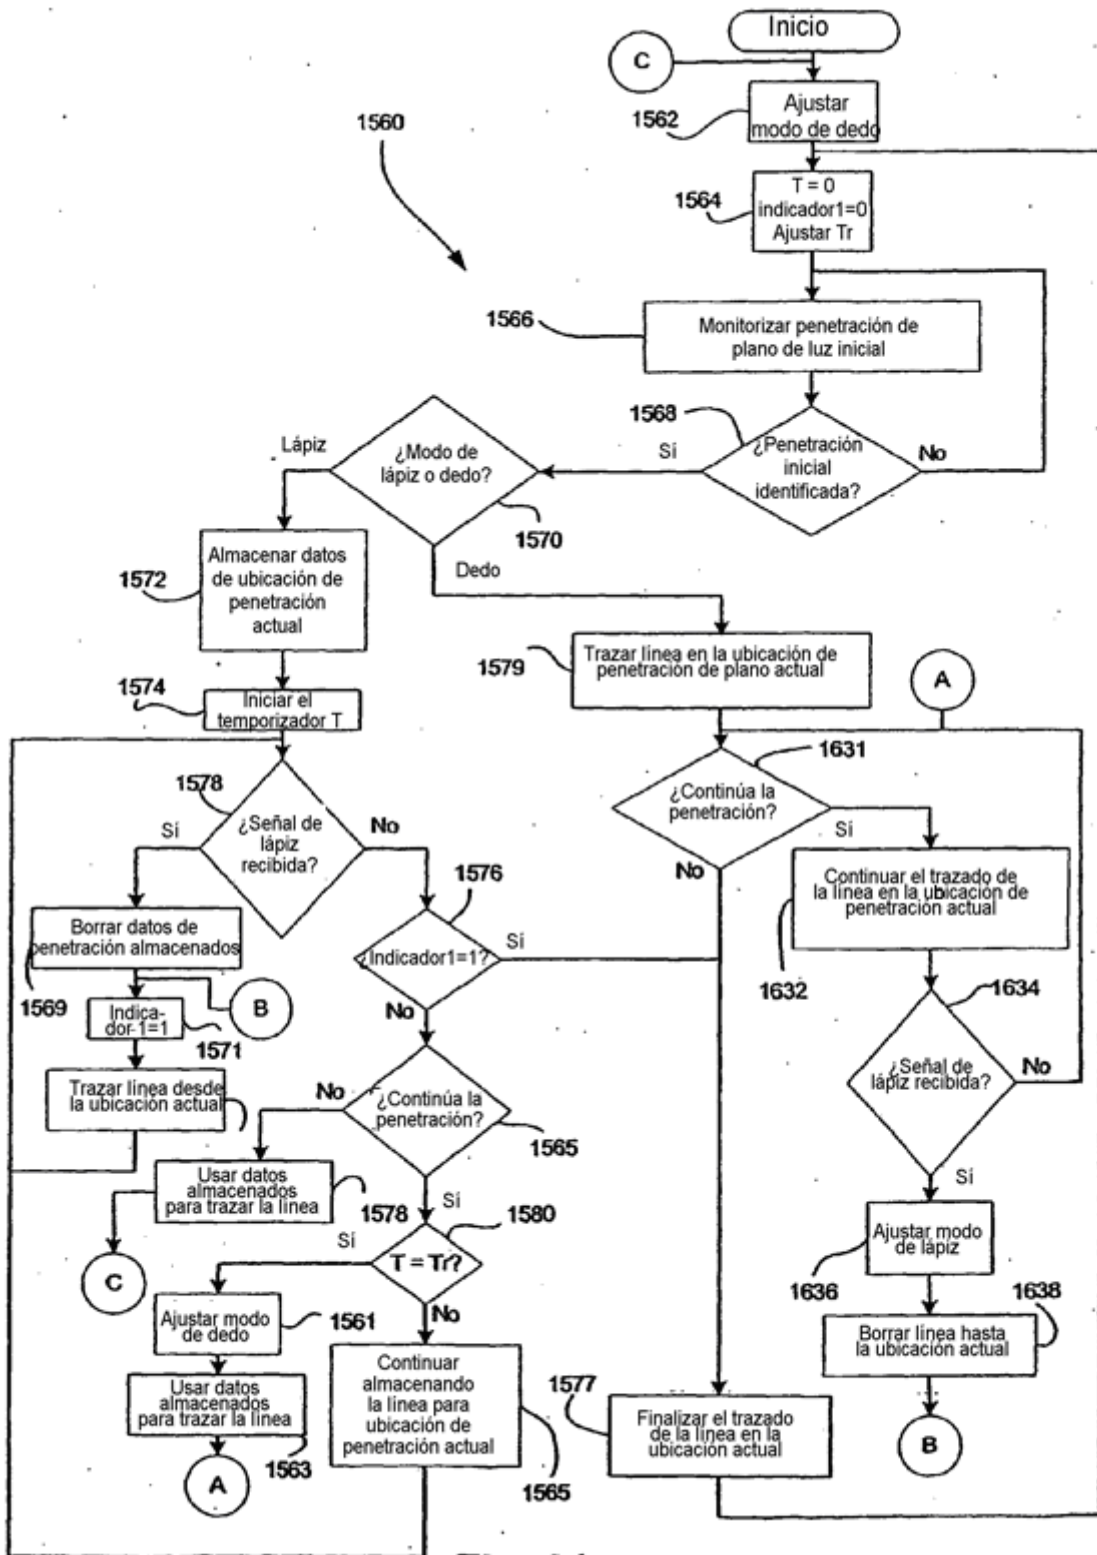 Inicio
C
1562
Ajustar
modo de dedo
1560
1564
T = 0
indicador1=0
Ajustar Tr
1566
Monitorizar penetración de
plano de luz inicial
1568
¿Penetración
inicial
identificada?
Sí
No
Lápiz
¿Modo de
lápiz o dedo?
1570
Dedo
1572
Almacenar datos
de ubicación de
penetración
actual
1574
Iniciar el
temporizador T
1579
Trazar línea en la ubicación de
penetración de plano actual
A
1631
¿Continúa la
penetración?
Sí
No
1578
¿Señal de
lápiz
recibida?
Sí
No
1576
¿Indicador1=1?
Sí
No
Continuar el trazado de
la línea en la ubicación de
penetración actual
1632
1634
Borrar datos de
penetración almacenados
1569
B
Indica-
dor 1=1
1571
Trazar línea desde
la ubicación actual
¿Señal de
lápiz recibida?
No
Sí
No
¿Continúa la
penetración?
1565
Sí
Usar datos
almacenados
para trazar la línea
1578
C
1580
T = Tr?
Sí
No
Ajustar modo
de dedo
1561
Usar datos
almacenados
para trazar la línea
1563
A
Continuar
almacenando
la línea para
ubicación de
penetración actual
1565
1577
Finalizar el trazado
de la línea en la
ubicación actual
Ajustar modo
de lápiz
1636
1638
Borrar línea hasta
la ubicación actual
B